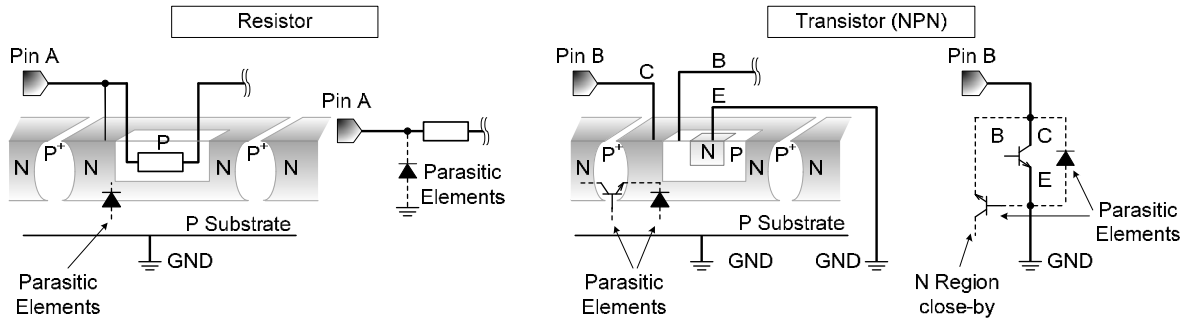 Resistor
Pin A
N
P+
N
P
P+
N
N
Parasitic
Elements
P Substrate
GND
Pin A
Parasitic
Elements
Transistor (NPN)
Pin B
C
B
E
N
P+
N
N
P
P+
N
N
P Substrate
Parasitic
Elements
GND
GND
Pin B
B
C
E
Parasitic
Elements
GND
N Region
close-by